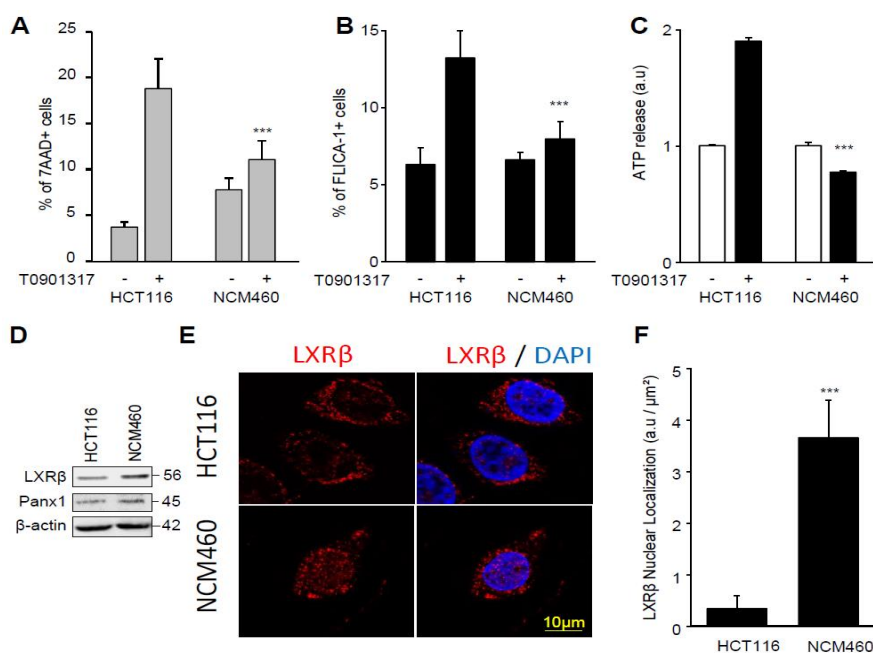 A
% of 7AAD+ cells
25
20
15
10
5
0
T0901317 - + - +
HCT116 NCM460
B
% of FLICA-1+ cells
15
10
5
0
***
T0901317 - + - +
HCT116 NCM460
C
ATP release (a.u)
2
1
0
***
T0901317 - + - +
HCT116 NCM460
***
D
HCT116 NCM460
LXRβ 56
Panx1 45
β-actin 42
E
LXRβ LXRβ / DAPI
HCT116
NCM460
10µm
F
LXRβ Nuclear Localization (a.u / µm²)
5
4
3
2
1
0
***
HCT116 NCM460